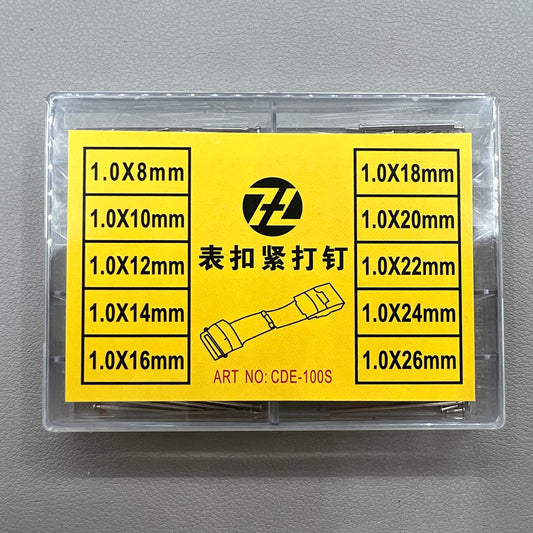 1.0X8mm
1.0X10mm
1.0X12mm
1.0X14mm
1.0X16mm
表扣紧打钉
ART NO: CDE-100S
1.0X18mm
1.0X20mm
1.0X22mm
1.0X24mm
1.0X26mm